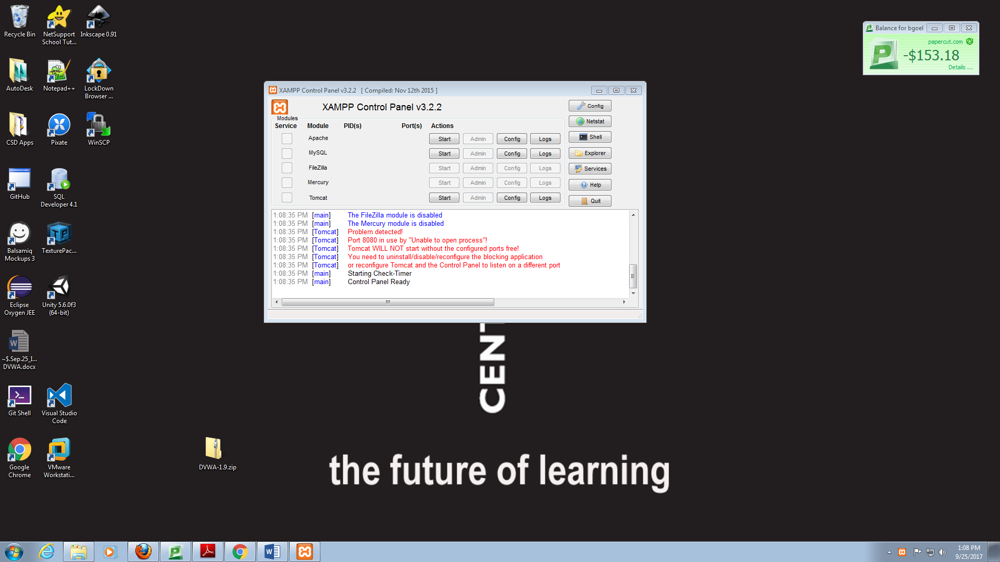 Recycle Bin
NetSupport
School Tut...
Inkscape 0.91
AutoDesk
Notepad++
LockDown
Browser ...
CSD Apps
Pixate
WinSCP
GitHub
SQL
Developer 4.1
Balsamiq
Mockups 3
TexturePac...
Eclipse
Oxygen JEE
Unity 5.6.0f3
(64-bit)
~$.Sep.25_I...
DVWA.docx
Git Shell
Visual Studio
Code
Google
Chrome
VMware
Workstati...
DVWA-1.9.zip
Balance for bgoel
papercut.com
-$153.18
Details ...
XAMPP Control Panel v3.2.2 [ Compiled: Nov 12th 2015 ]
XAMPP Control Panel v3.2.2
Modules
Service Module PID(s) Port(s) Actions
Apache Start Admin Config Logs
MySQL Start Admin Config Logs
FileZilla Start Admin Config Logs
Mercury Start Admin Config Logs
Tomcat Start Admin Config Logs
Config
Netstat
Shell
Explorer
Services
Help
Quit
1:08:35 PM [main] The FileZilla module is disabled
1:08:35 PM [main] The Mercury module is disabled
1:08:35 PM [Tomcat] Problem detected!
1:08:35 PM [Tomcat] Port 8080 in use by "Unable to open process"!
1:08:35 PM [Tomcat] Tomcat WILL NOT start without the configured ports free!
1:08:35 PM [Tomcat] You need to uninstall/disable/reconfigure the blocking application
1:08:35 PM [Tomcat] or reconfigure Tomcat and the Control Panel to listen on a different port
1:08:35 PM [main] Starting Check-Timer
1:08:35 PM [main] Control Panel Ready
CENT
the future of learning
1:08 PM
9/25/2017